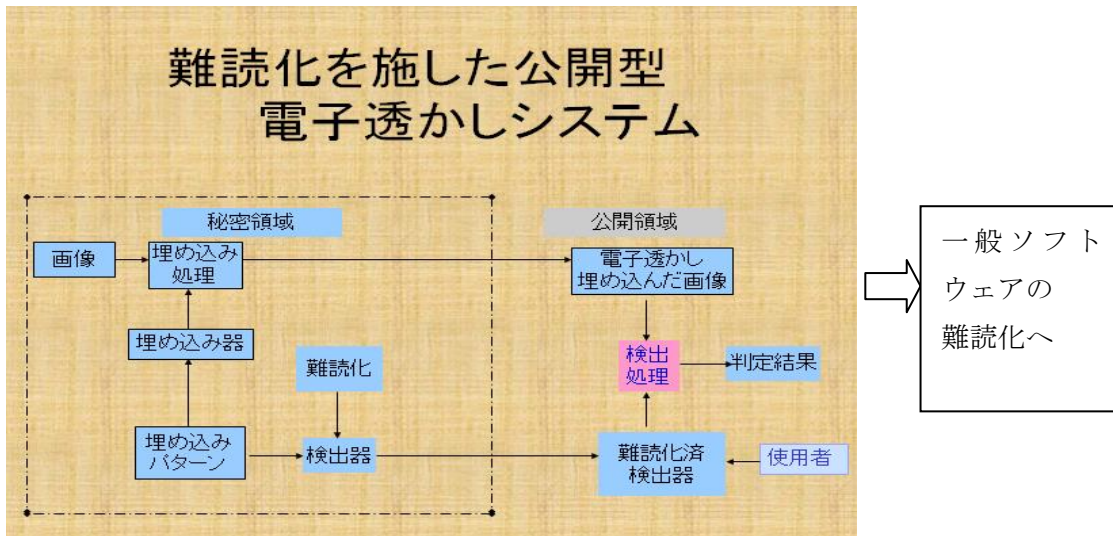 難読化を施した公開型
電子透かしシステム
秘密領域
公開領域
画像
埋め込み
処理
電子透かし
埋め込んだ画像
埋め込み器
難読化
検出
処理
判定結果
埋め込み
パターン
検出器
難読化済
検出器
使用者
一般ソフト
ウェアの
難読化へ